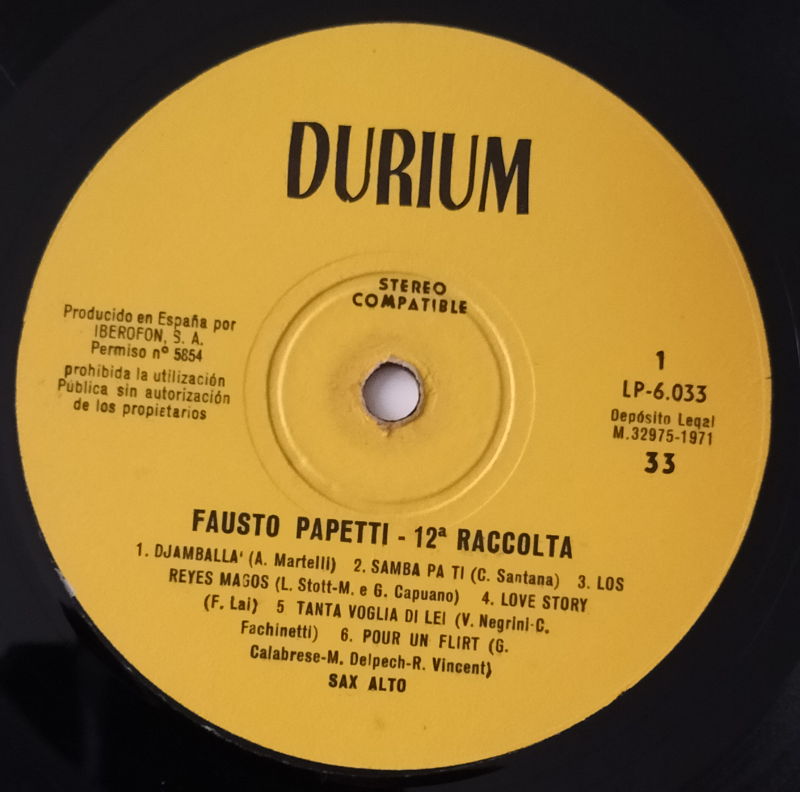 DURIUM
STEREO
COMPATIBLE
Producido en España por
IBEROFON, S. A.
Permiso nº 5854
prohibida la utilización
Pública sin autorización
de los propietarios
1
LP-6.033
Depósito Legal
M.32975-1971
33
FAUSTO PAPETTI - 12ª RACCOLTA
1. DJAMBALLA' (A. Martelli) 2. SAMBA PA TI (C. Santana) 3. LOS
REYES MAGOS (L. Stott-M. e G. Capuano) 4. LOVE STORY
(F. Lai) 5 TANTA VOGLIA DI LEI (V. Negrini-C.
Fachinetti) 6. POUR UN FLIRT (G.
Calabrese-M. Delpech-R. Vincent)
SAX ALTO